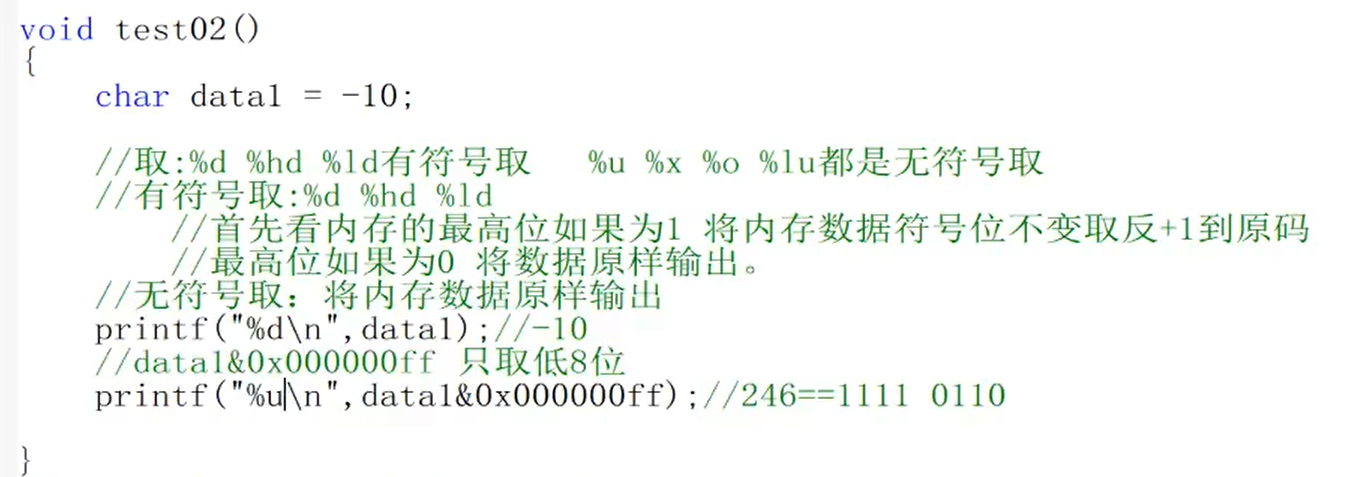 void test02()
{
char data1 = -10;
//取:%d %hd %ld有符号取 %u %x %o %lu都是无符号取
//有符号取:%d %hd %ld
//首先看内存的最高位如果为1 将内存数据符号位不变取反+1到原码
//最高位如果为0 将数据原样输出。
//无符号取：将内存数据原样输出
printf("%d\n",data1);//-10
//data1&0x000000ff 只取低8位
printf("%u\n",data1&0x000000ff);//246==1111 0110
}